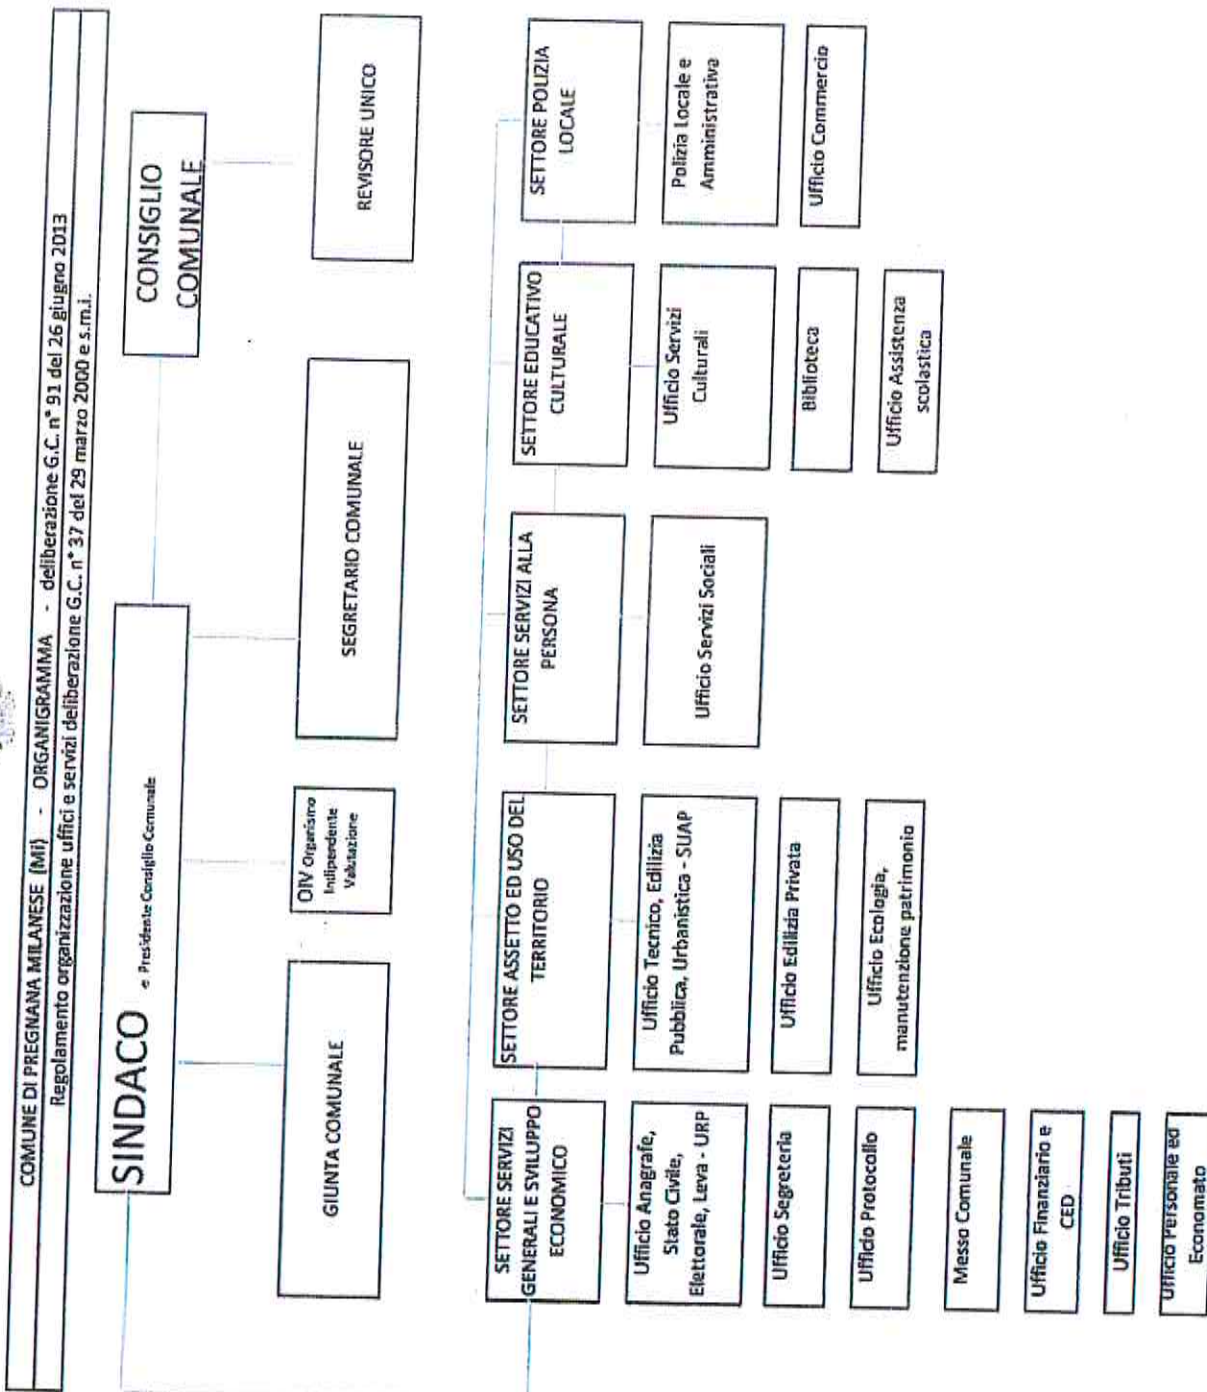 COMUNE DI PREGNANA MILANESE (MI) - ORGANIGRAMMA - deliberazione G.C. n° 91 del 26 giugno 2013
Regolamento organizzazione uffici e servizi deliberazione G.C. n° 37 del 29 marzo 2000 e s.m.i.
SINDACO e Presidente Consiglio Comunale
CONSIGLIO
COMUNALE
GIUNTA COMUNALE
OIV Organismo
Indipendente
Valutazione
SEGRETARIO COMUNALE
REVISORE UNICO
SETTORE SERVIZI
GENERALI E SVILUPPO
ECONOMICO
Ufficio Anagrafe,
Stato Civile,
Elettorale, Leva - URP
Ufficio Segreteria
Ufficio Protocollo
Messo Comunale
Ufficio Finanziario e
CED
Ufficio Tributi
Ufficio Personale ed
Economato
SETTORE ASSETTO ED USO DEL
TERRITORIO
Ufficio Tecnico, Edilizia
Pubblica, Urbanistica - SUAP
Ufficio Edilizia Privata
Ufficio Ecologia,
manutenzione patrimonio
SETTORE SERVIZI ALLA
PERSONA
Ufficio Servizi Sociali
SETTORE EDUCATIVO
CULTURALE
Ufficio Servizi
Culturali
Biblioteca
Ufficio Assistenza
scolastica
SETTORE POLIZIA
LOCALE
Polizia Locale e
Amministrativa
Ufficio Commercio